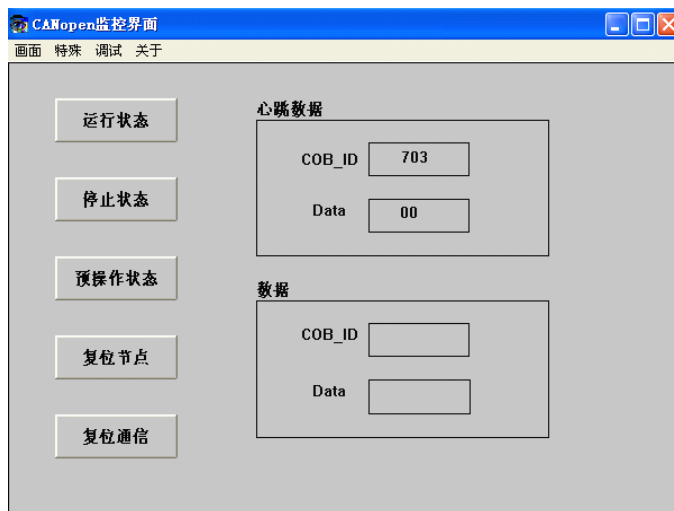 CANopen监控界面
画面 特殊 调试 关于
运行状态
停止状态
预操作状态
复位节点
复位通信
心跳数据
COB_ID 703
Data 00
数据
COB_ID
Data